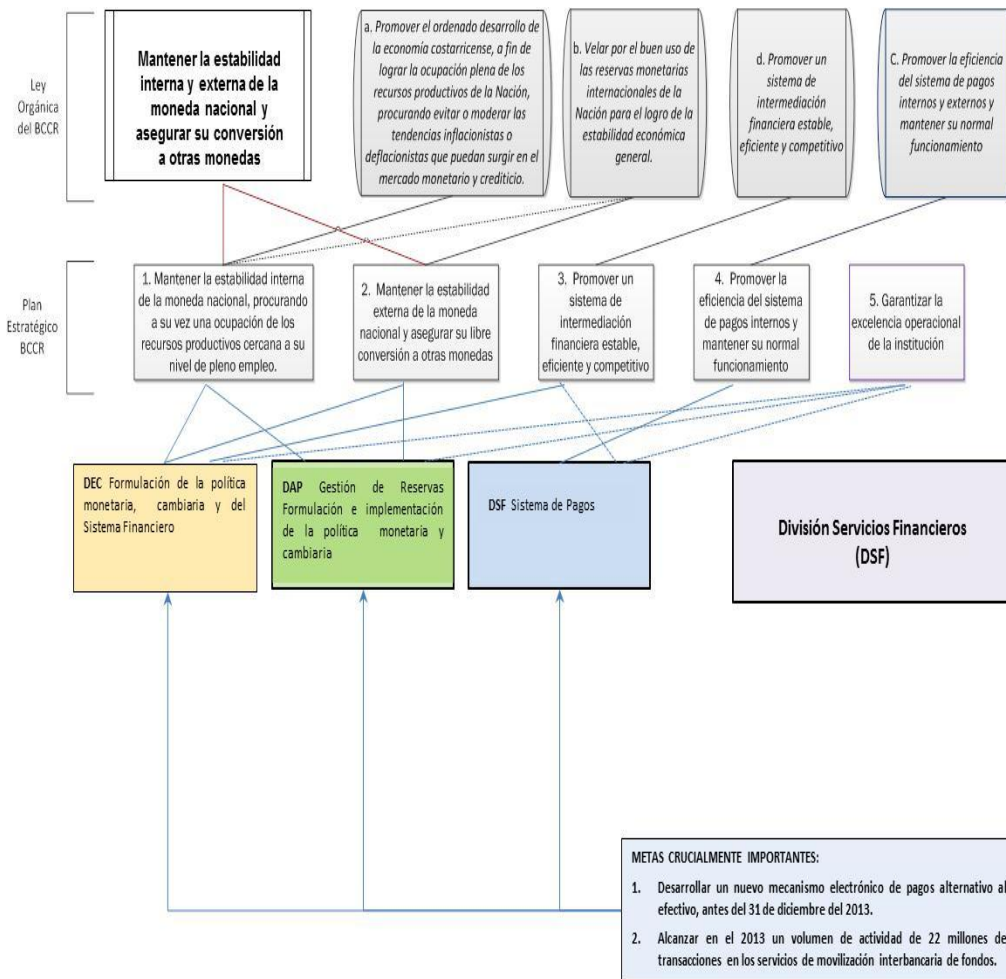 Ley
Orgánica
del BCCR
Mantener la estabilidad
interna y externa de la
moneda nacional y
asegurar su conversión
a otras monedas
a. Promover el ordenado desarrollo de
la economía costarricense, a fin de
lograr la ocupación plena de los
recursos productivos de la Nación,
procurando evitar o moderar las
tendencias inflacionistas o
deflacionistas que puedan surgir en el
mercado monetario y crediticio.
b. Velar por el buen uso de
las reservas monetarias
internacionales de la
Nación para el logro de la
estabilidad económica
general.
d. Promover un
sistema de
intermediación
financiera estable,
eficiente y competitivo
C. Promover la eficiencia
del sistema de pagos
internos y externos y
mantener su normal
funcionamiento
Plan
Estratégico
BCCR
1. Mantener la estabilidad interna
de la moneda nacional, procurando
a su vez una ocupación de los
recursos productivos cercana a su
nivel de pleno empleo.
2. Mantener la estabilidad
externa de la moneda
nacional y asegurar su libre
conversión a otras monedas
3. Promover un
sistema de
intermediación
financiera estable,
eficiente y competitivo
4. Promover la
eficiencia del sistema
de pagos internos y
mantener su normal
funcionamiento
5. Garantizar la
excelencia operacional
de la institución
DEC Formulación de la política
monetaria, cambiaria y del
Sistema Financiero
DAP Gestión de Reservas
Formulación e implementación
de la política monetaria y
cambiaria
DSF Sistema de Pagos
División Servicios Financieros
(DSF)
METAS CRUCIALMENTE IMPORTANTES:
1. Desarrollar un nuevo mecanismo electrónico de pagos alternativo al
efectivo, antes del 31 de diciembre del 2013.
2. Alcanzar en el 2013 un volumen de actividad de 22 millones de
transacciones en los servicios de movilización interbancaria de fondos.